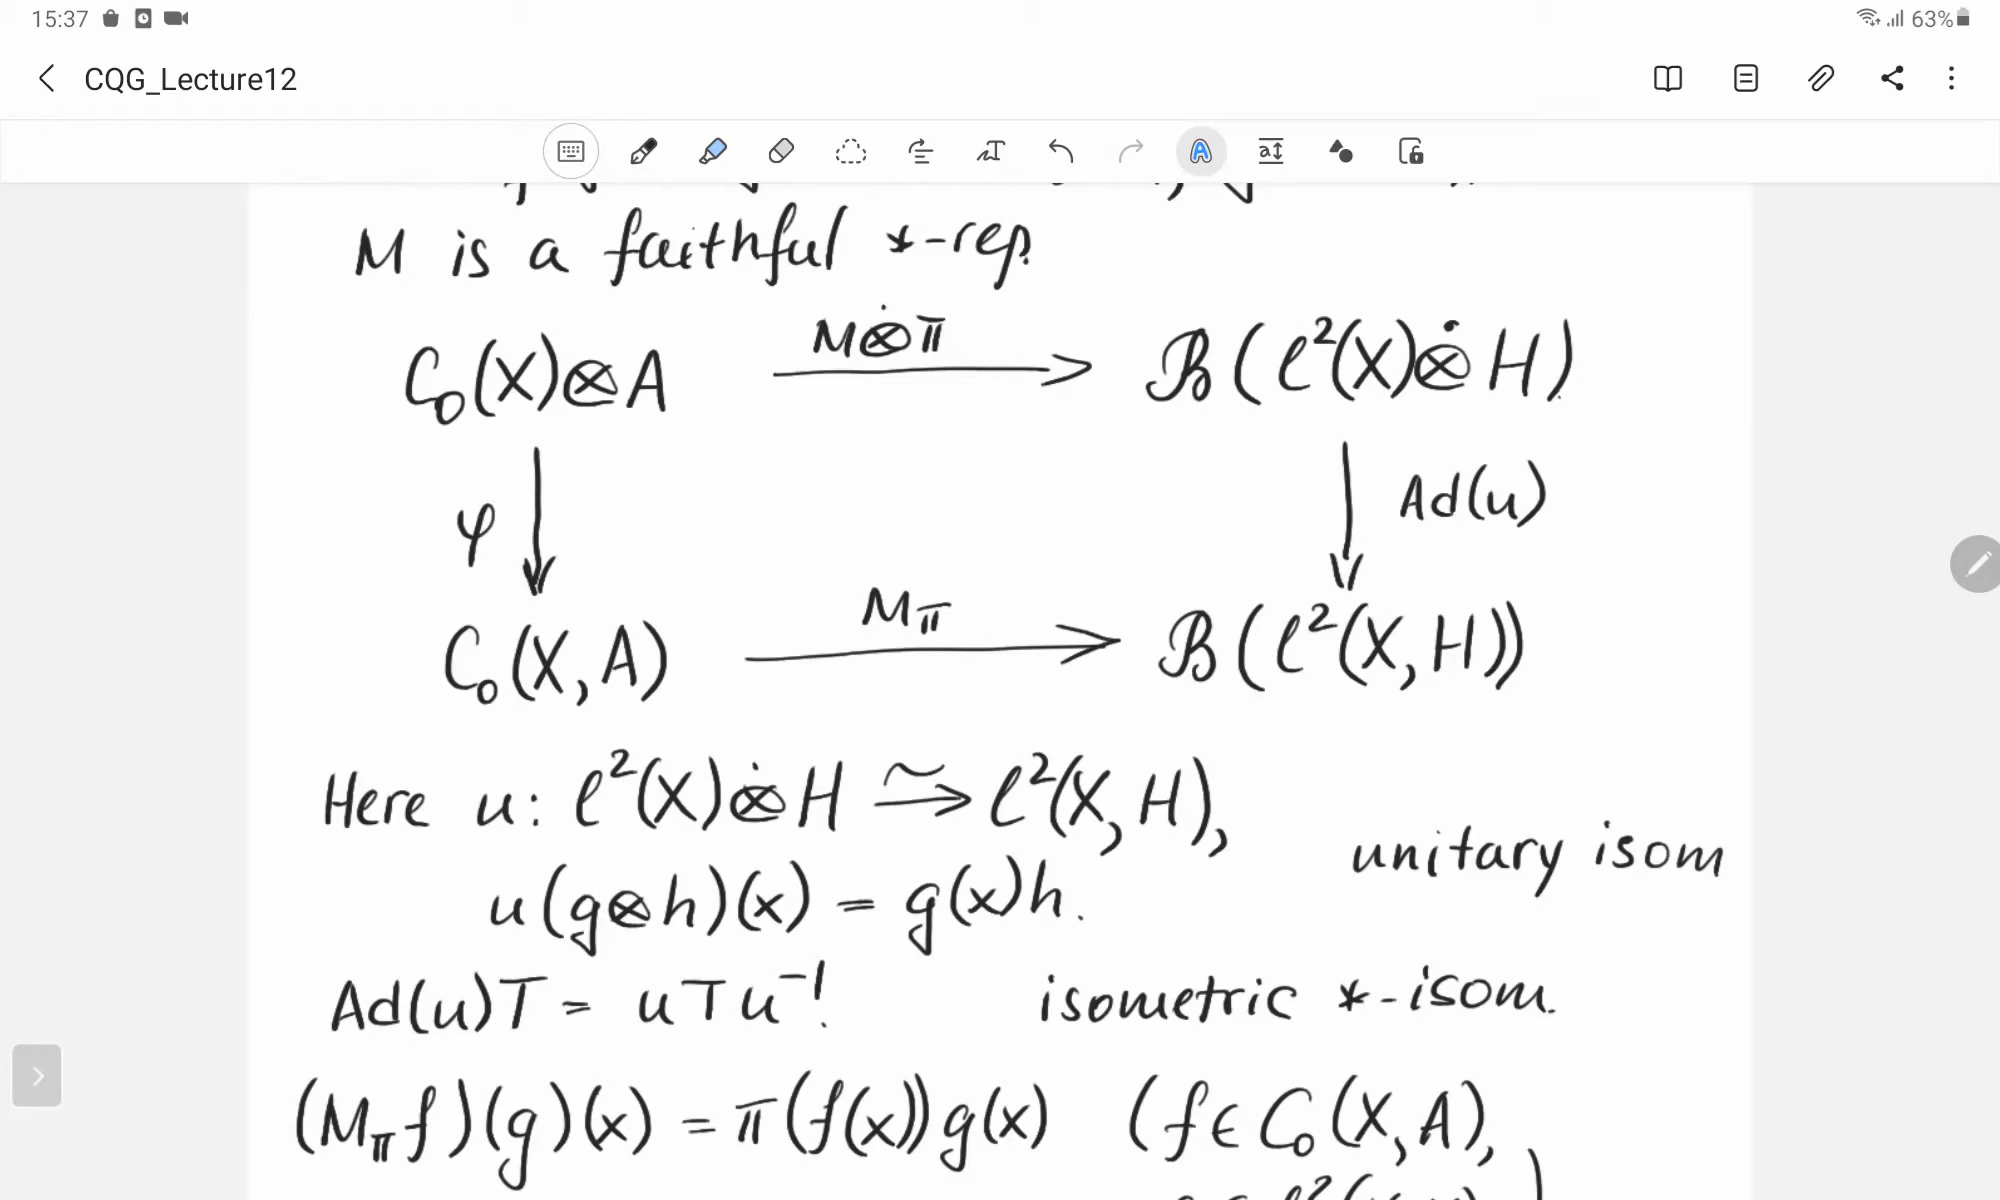 15:37
63%
CQG_Lecture12
M is a faithful *-rep.
M⊗̇π
C₀(X)⊗A → B(ℓ²(X)⊗̇H)
φ ↓ ↓ Ad(u)
Mπ
C₀(X,A) → B(ℓ²(X,H))
Here u: ℓ²(X)⊗̇H ⥲ ℓ²(X,H),
unitary isom
u(g⊗h)(x) = g(x)h.
Ad(u)T = uTu⁻¹. isometric *-isom.
(Mπf)(g)(x) = π(f(x))g(x) (f∈C₀(X,A),